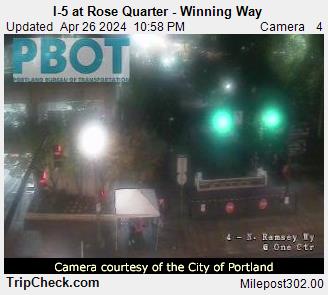 I-5 at Rose Quarter - Winning Way
Updated Apr 26 2024 10:58 PM Camera 4
PBOT
PORTLAND BUREAU OF TRANSPORTATION
4 - N. Ramsey Wy
@ One Ctr
Camera courtesy of the City of Portland
TripCheck.com Milepost302.00